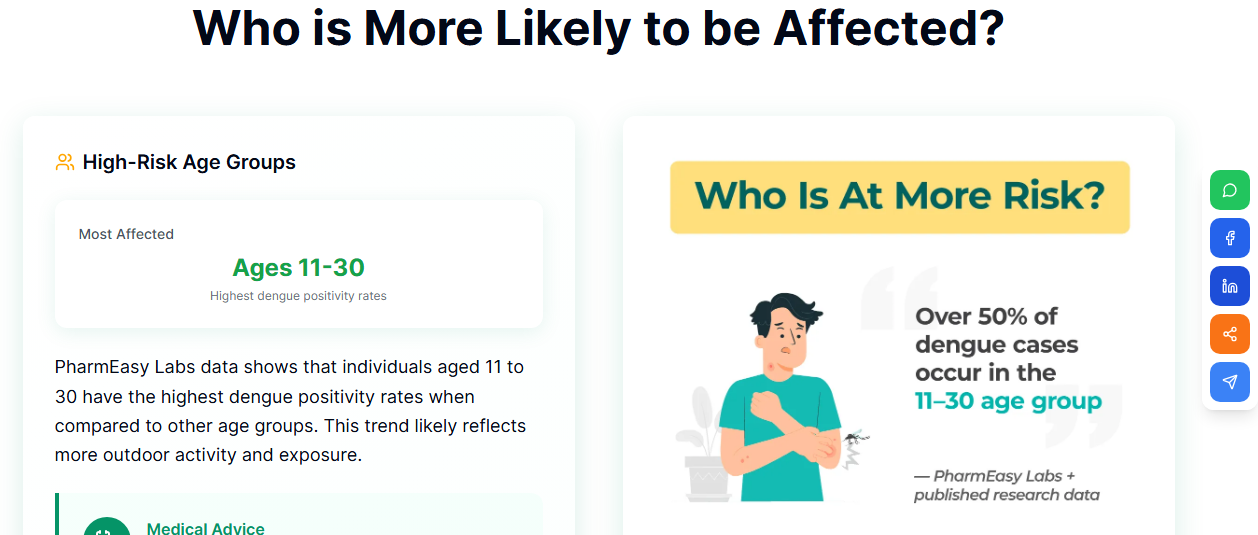 Who is More Likely to be Affected?
High-Risk Age Groups
Most Affected
Ages 11-30
Highest dengue positivity rates
PharmEasy Labs data shows that individuals aged 11 to
30 have the highest dengue positivity rates when
compared to other age groups. This trend likely reflects
more outdoor activity and exposure.
Medical Advice
Who Is At More Risk?
Over 50% of
dengue cases
occur in the
11–30 age group
— PharmEasy Labs +
published research data